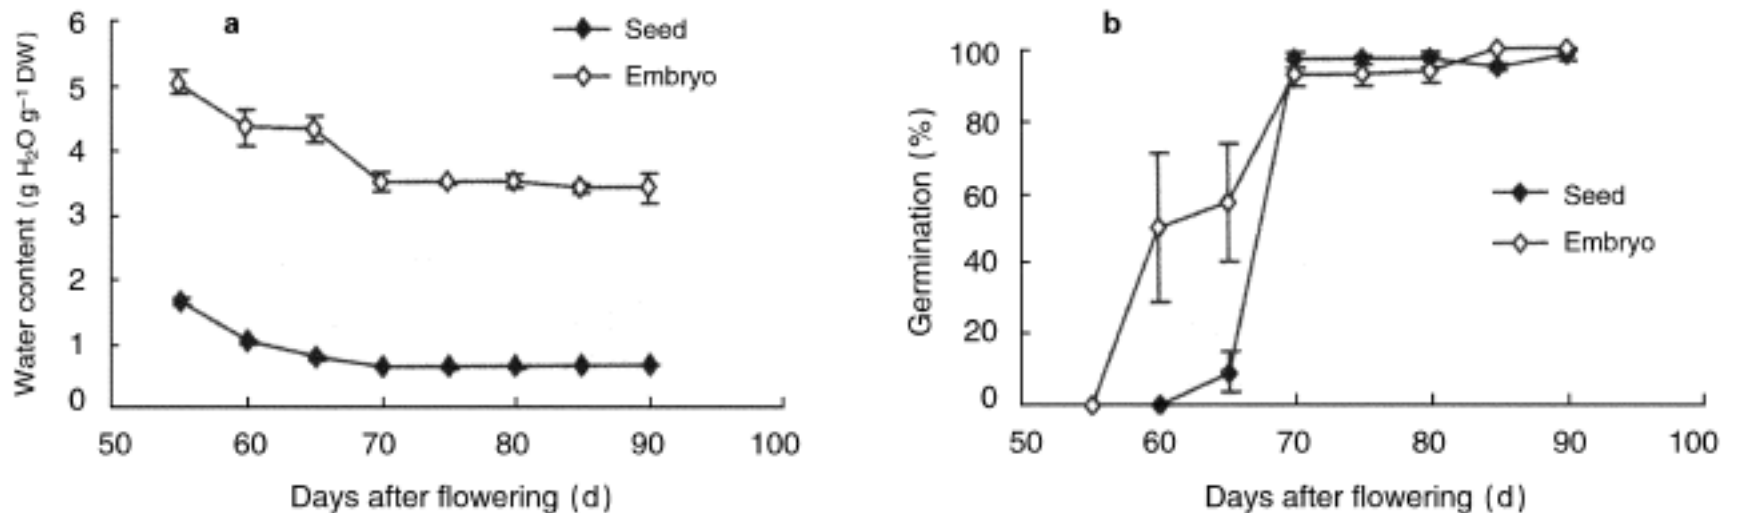 a
Seed
Embryo
6
5
4
3
2
1
0
Water content (g H₂O g⁻¹ DW)
50 60 70 80 90 100
Days after flowering (d)
b
100
80
60
40
20
0
Germination (%)
Seed
Embryo
50 60 70 80 90 100
Days after flowering (d)